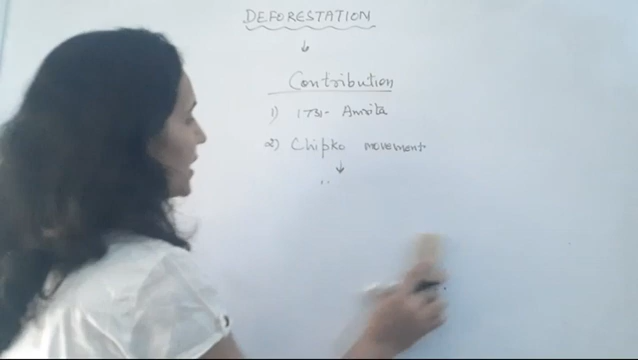 DEFORESTATION
Contribution
1) 1731- Amrita
2) Chipko movement